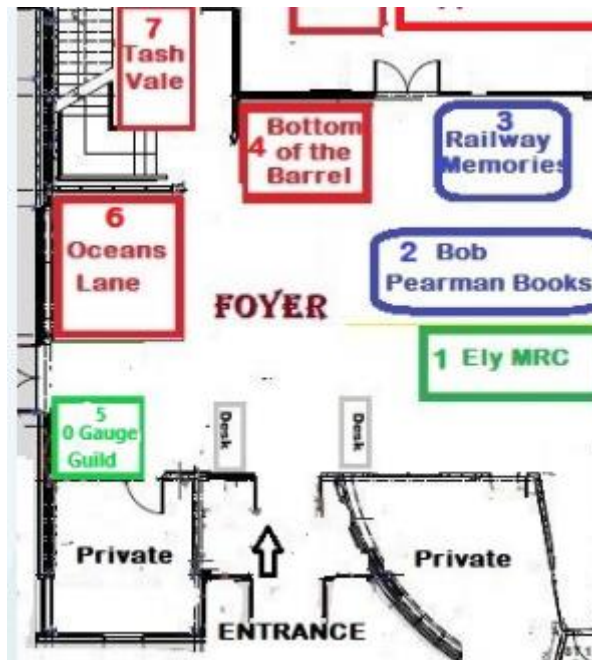 7
Tash
Vale
4 Bottom
of the
Barrel
3
Railway
Memories
6
Oceans
Lane
2 Bob
Pearman Books
FOYER
1 Ely MRC
5
0 Gauge
Guild
Desk
Desk
Private
Private
ENTRANCE